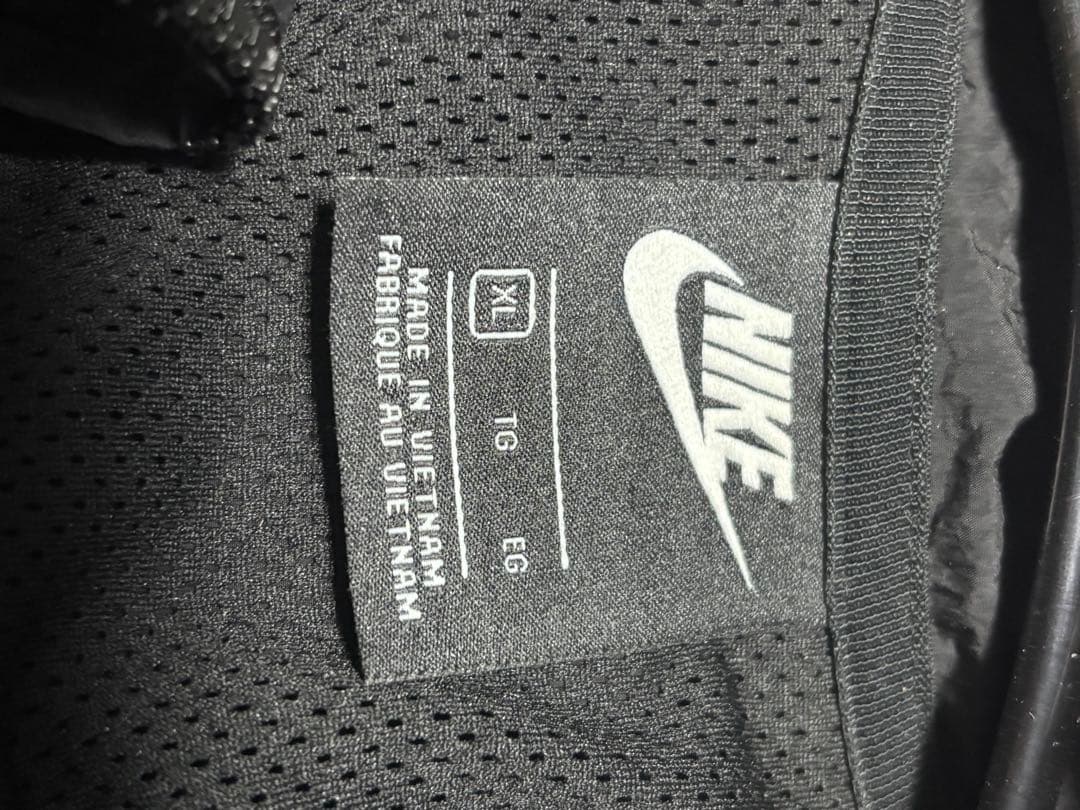 NIKE
XL TG EG
MADE IN VIETNAM
FABRIQUE AU VIETNAM